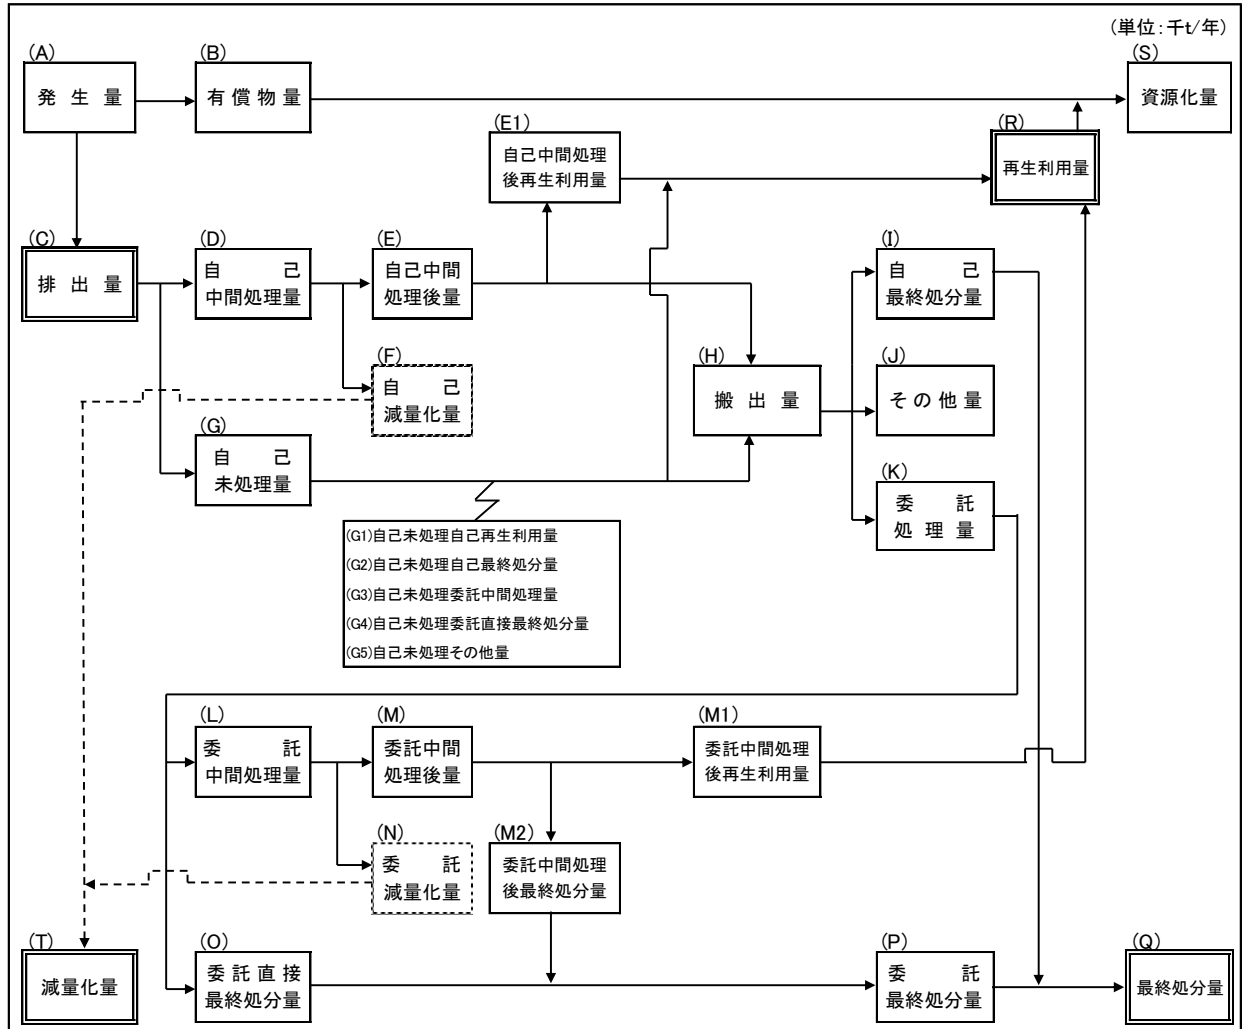 (単位:千t/年)
(A)
発生量
(B)
有償物量
(S)
資源化量
(E1)
自己中間処理
後再生利用量
(R)
再生利用量
(C)
排出量
(D)
自己
中間処理量
(E)
自己中間
処理後量
(I)
自己
最終処分量
(F)
自己
減量化量
(H)
搬出量
(J)
その他量
(G)
自己
未処理量
(K)
委託
処理量
(G1)自己未処理自己再生利用量
(G2)自己未処理自己最終処分量
(G3)自己未処理委託中間処理量
(G4)自己未処理委託直接最終処分量
(G5)自己未処理その他量
(L)
委託
中間処理量
(M)
委託中間
処理後量
(M1)
委託中間処理
後再生利用量
(N)
委託
減量化量
(M2)
委託中間処理
後最終処分量
(T)
減量化量
(O)
委託直接
最終処分量
(P)
委託
最終処分量
(Q)
最終処分量